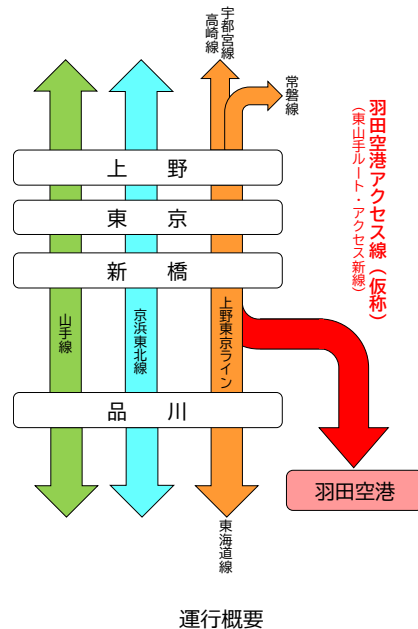 宇都宮線
高崎線
常磐線
羽田空港アクセス線（仮称）
（東山手ルート・アクセス新線）
上野
東京
新橋
山手線
京浜東北線
上野東京ライン
品川
羽田空港
東海道線
運行概要